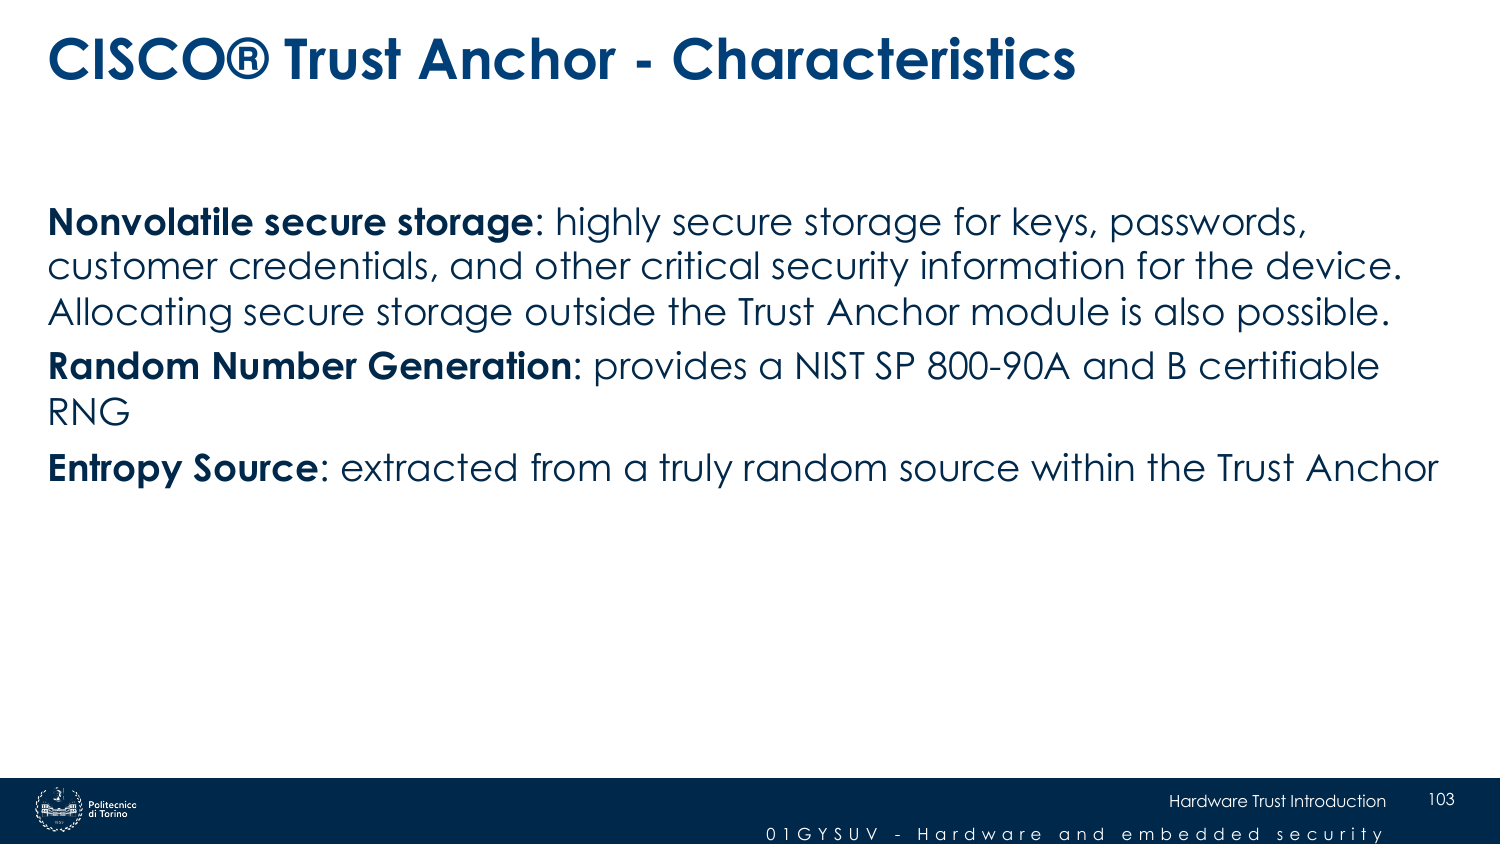 CISCO® Trust Anchor - Characteristics
Nonvolatile secure storage: highly secure storage for keys, passwords,
customer credentials, and other critical security information for the device.
Allocating secure storage outside the Trust Anchor module is also possible.
Random Number Generation: provides a NIST SP 800-90A and B certifiable
RNG
Entropy Source: extracted from a truly random source within the Trust Anchor
Politecnico
di Torino
Hardware Trust Introduction
103
01GYSUV - Hardware and embedded security